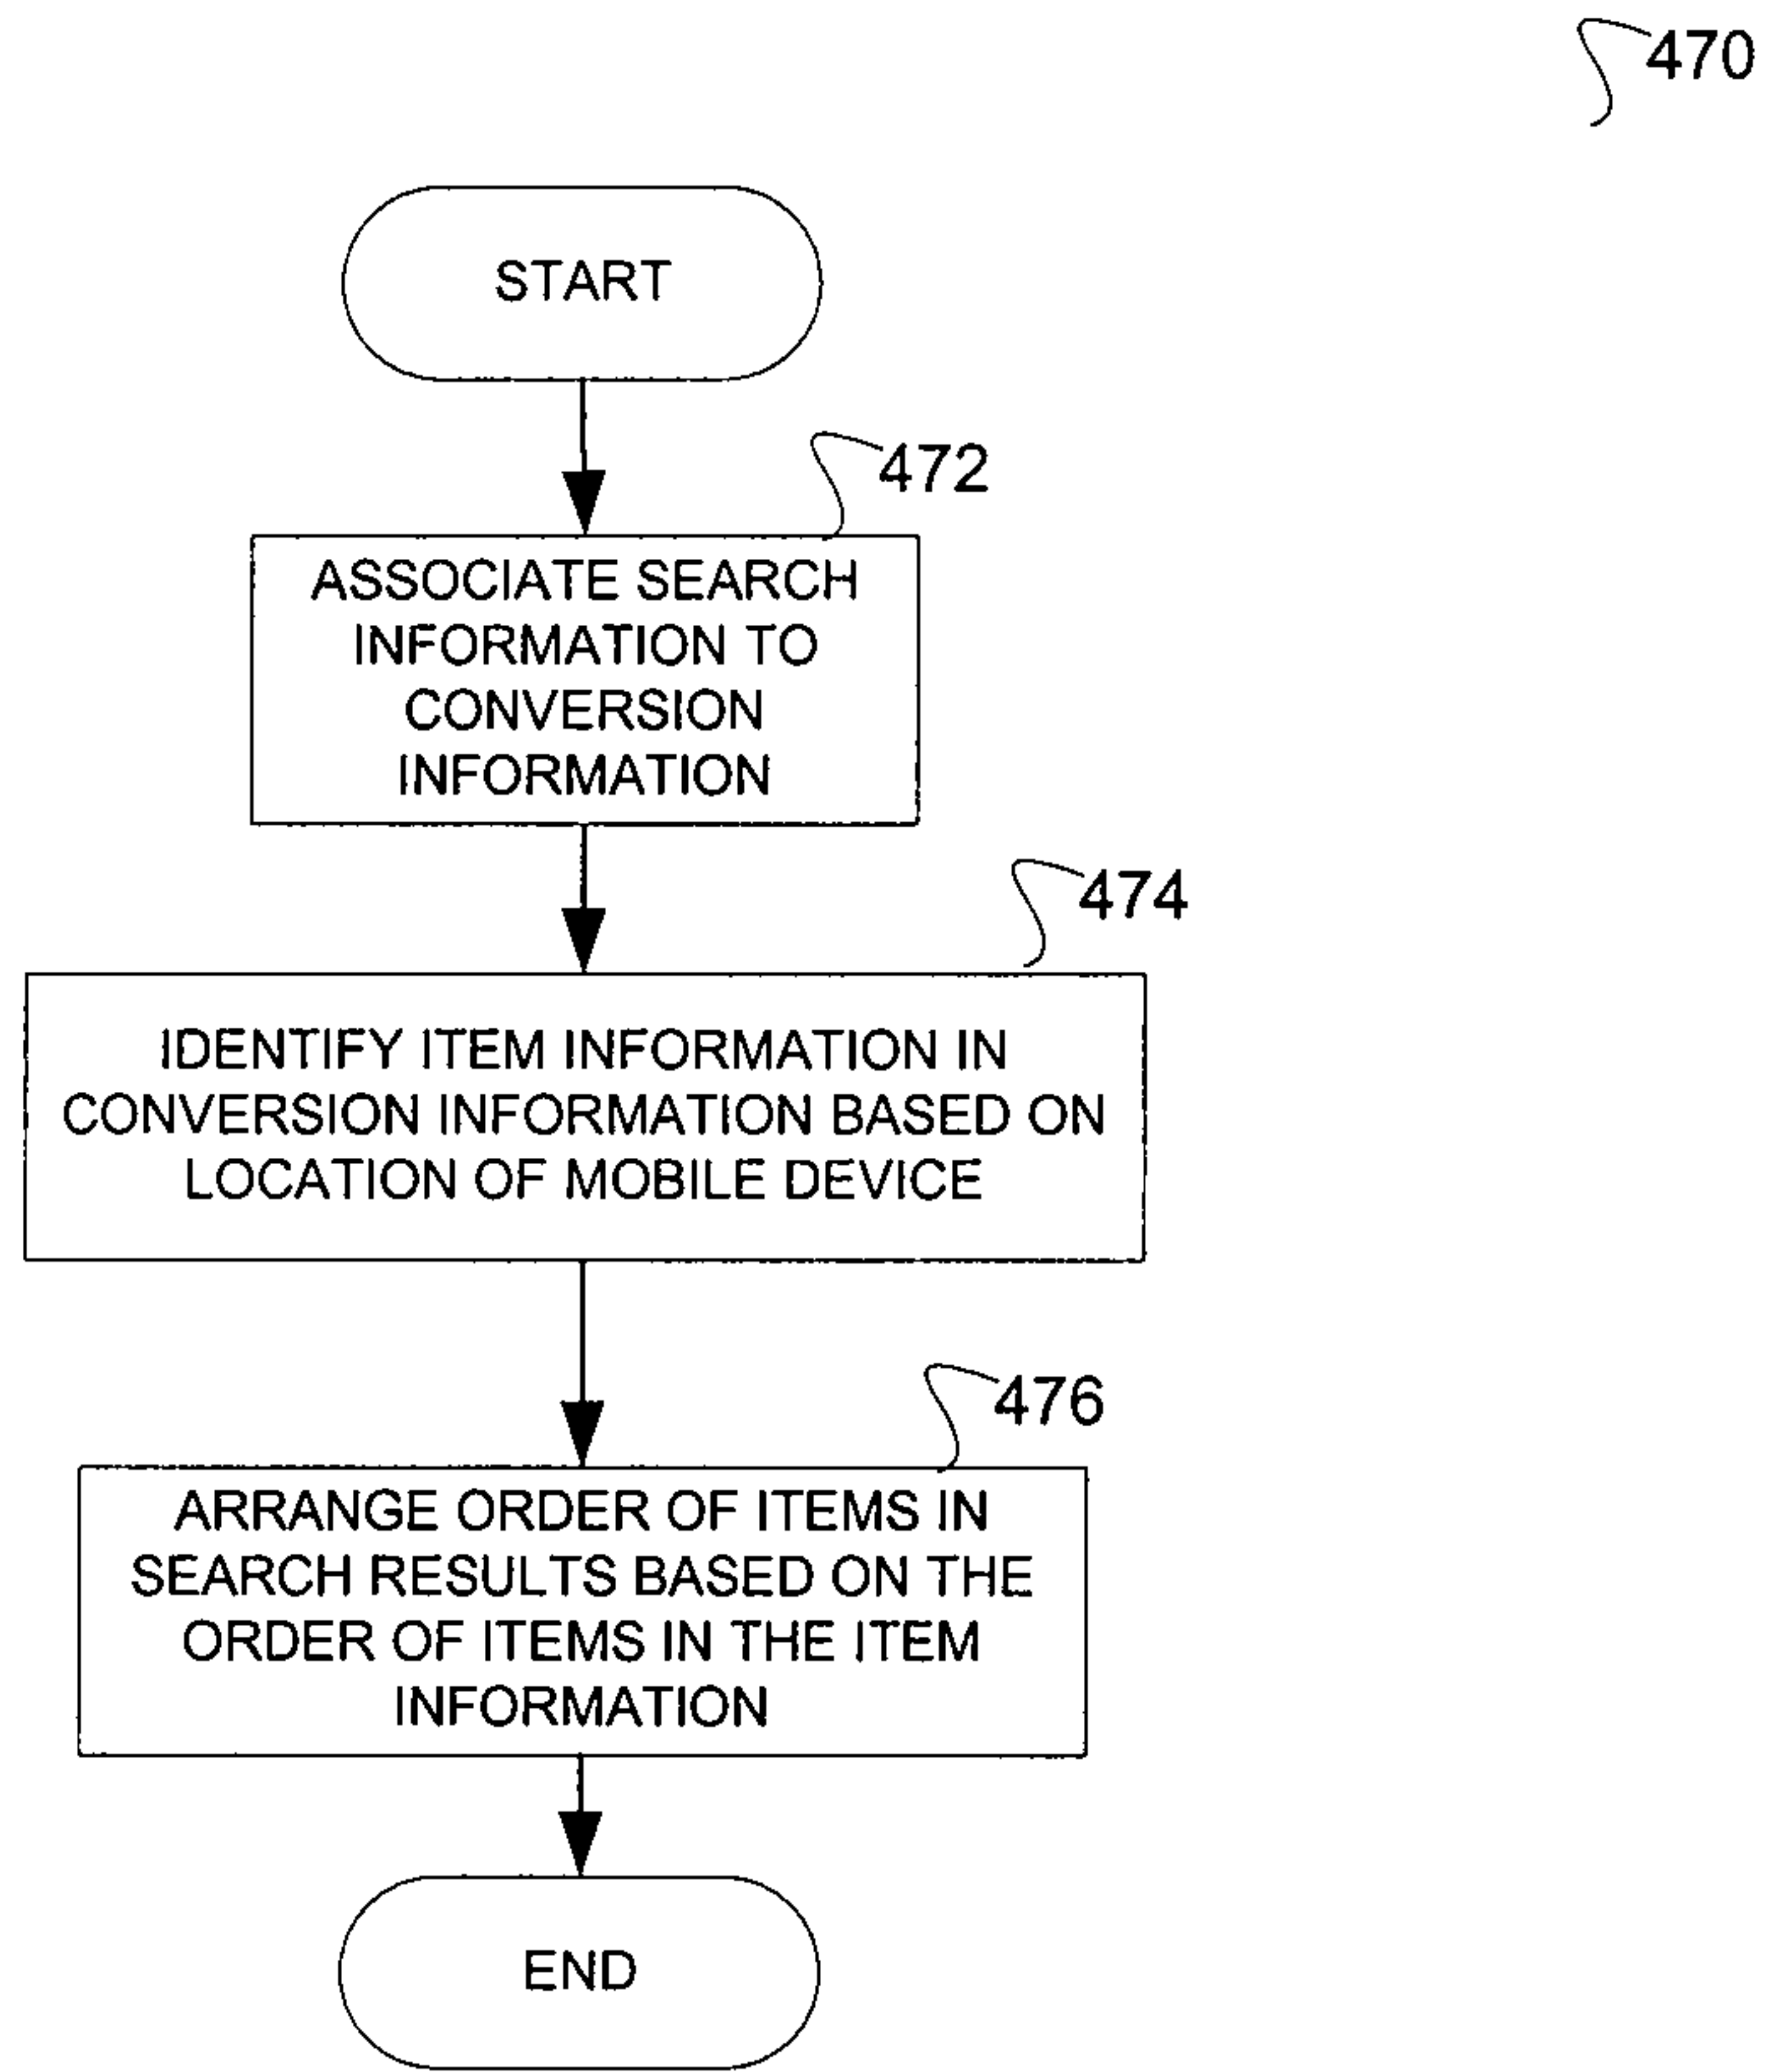 470
START
472
ASSOCIATE SEARCH
INFORMATION TO
CONVERSION
INFORMATION
474
IDENTIFY ITEM INFORMATION IN
CONVERSION INFORMATION BASED ON
LOCATION OF MOBILE DEVICE
476
ARRANGE ORDER OF ITEMS IN
SEARCH RESULTS BASED ON THE
ORDER OF ITEMS IN THE ITEM
INFORMATION
END